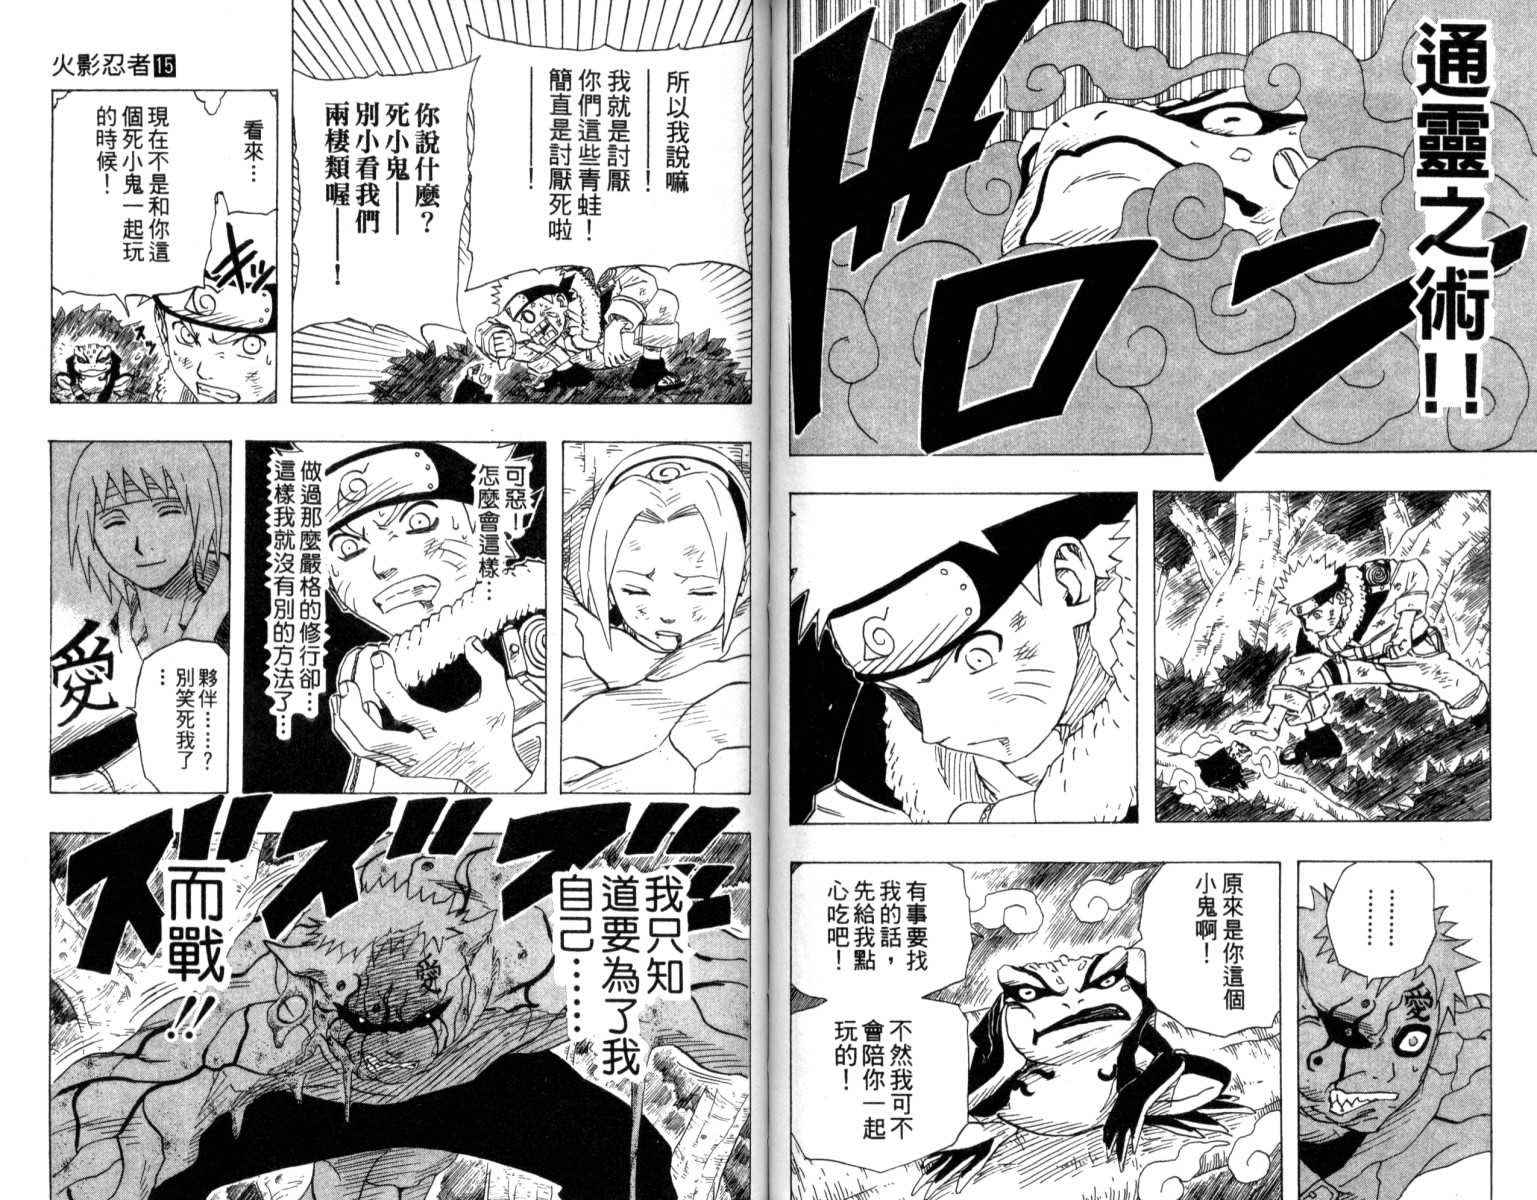 通靈之術!!
ドロン
原來是你這個
小鬼啊！
有事要找
我的話，
先給我點
心吃吧！
不然我可不
會陪你一起
玩的！
………
愛
火影忍者15
所以我說嘛
——！
我就是討厭
你們這些青蛙！
簡直是討厭死啦
——！
你說什麼？
死小鬼——
別小看我們
兩棲類喔——！
看來…
現在不是和你這
個死小鬼一起玩
的時候！
キッ
可惡！
怎麼會這樣…
做過那麼嚴格的修行卻…
這樣我就沒有別的方法了…
夥伴……？
別笑死我了
…
愛
ズズズ
我只知
道要為了我
自己……
而戰!!!
愛